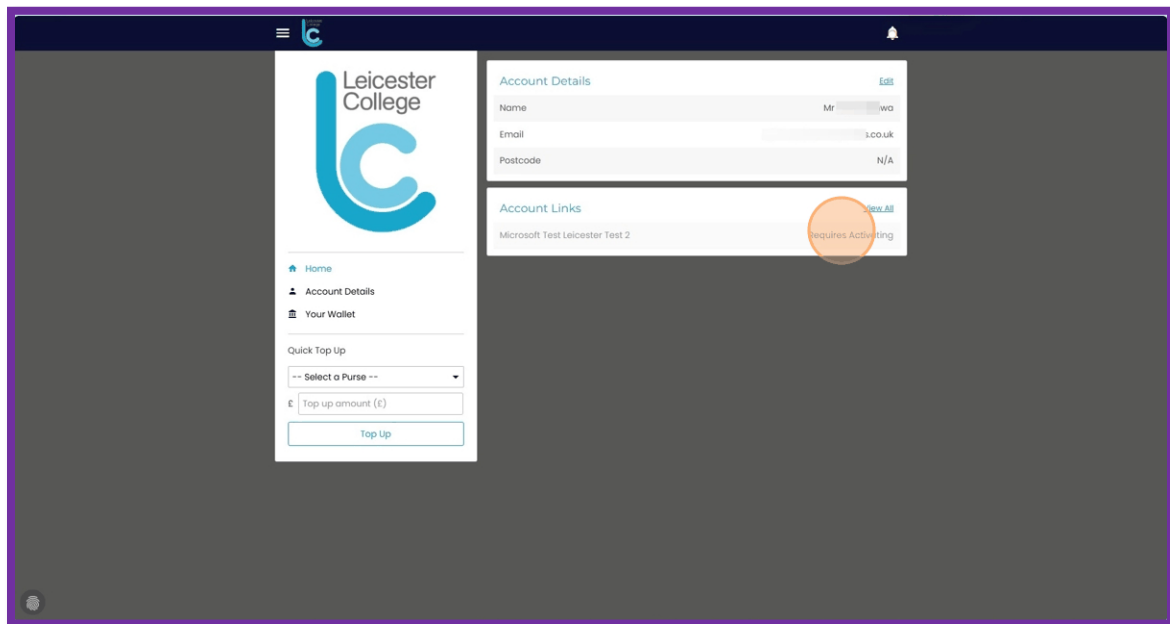 Leicester
College
Home
Account Details
Your Wallet
Quick Top Up
-- Select a Purse --
£ Top up amount (£)
Top Up
Account Details Edit
Name Mr wa
Email s.co.uk
Postcode N/A
Account Links View All
Microsoft Test Leicester Test 2 Requires Activating